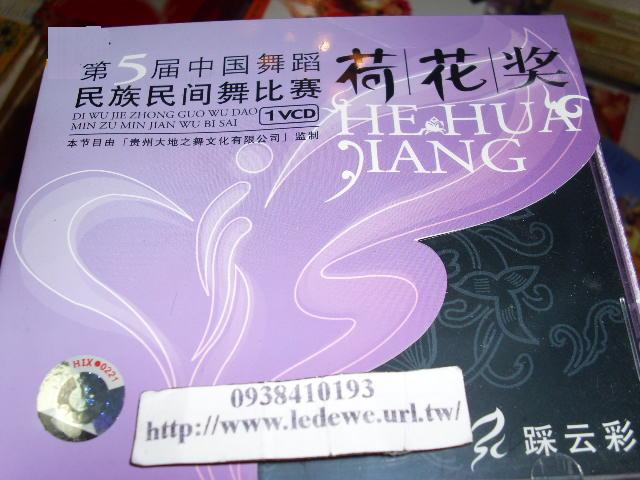 第5届中国舞蹈
民族民间舞比赛
DI WU JIE ZHONG GUO WU DAO
MIN ZU MIN JIAN WU BI SAI
1VCD
本节目由「贵州大地之舞文化有限公司」监制
荷|花|奖
HE HUA
JIANG
HIX●0221
0938410193
http://www.ledewe.url.tw/
踩云彩